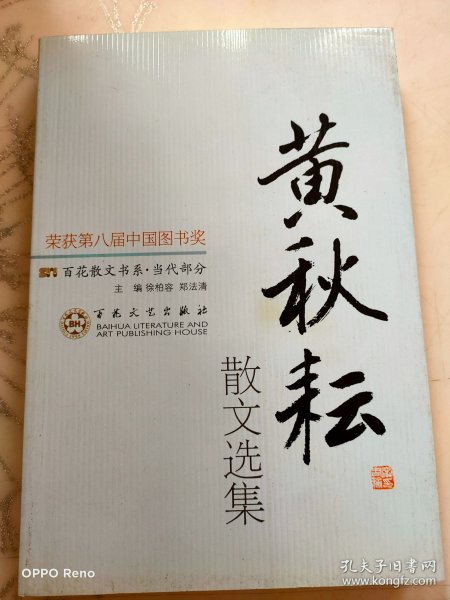 黄秋耘
散文选集
荣获第八届中国图书奖
百花散文书系·当代部分
主 编 徐柏容 郑法清
BH
百花文艺出版社
BAIHUA LITERATURE AND
ART PUBLISHING HOUSE
OPPO Reno
孔夫子旧书网
www.kongfz.com